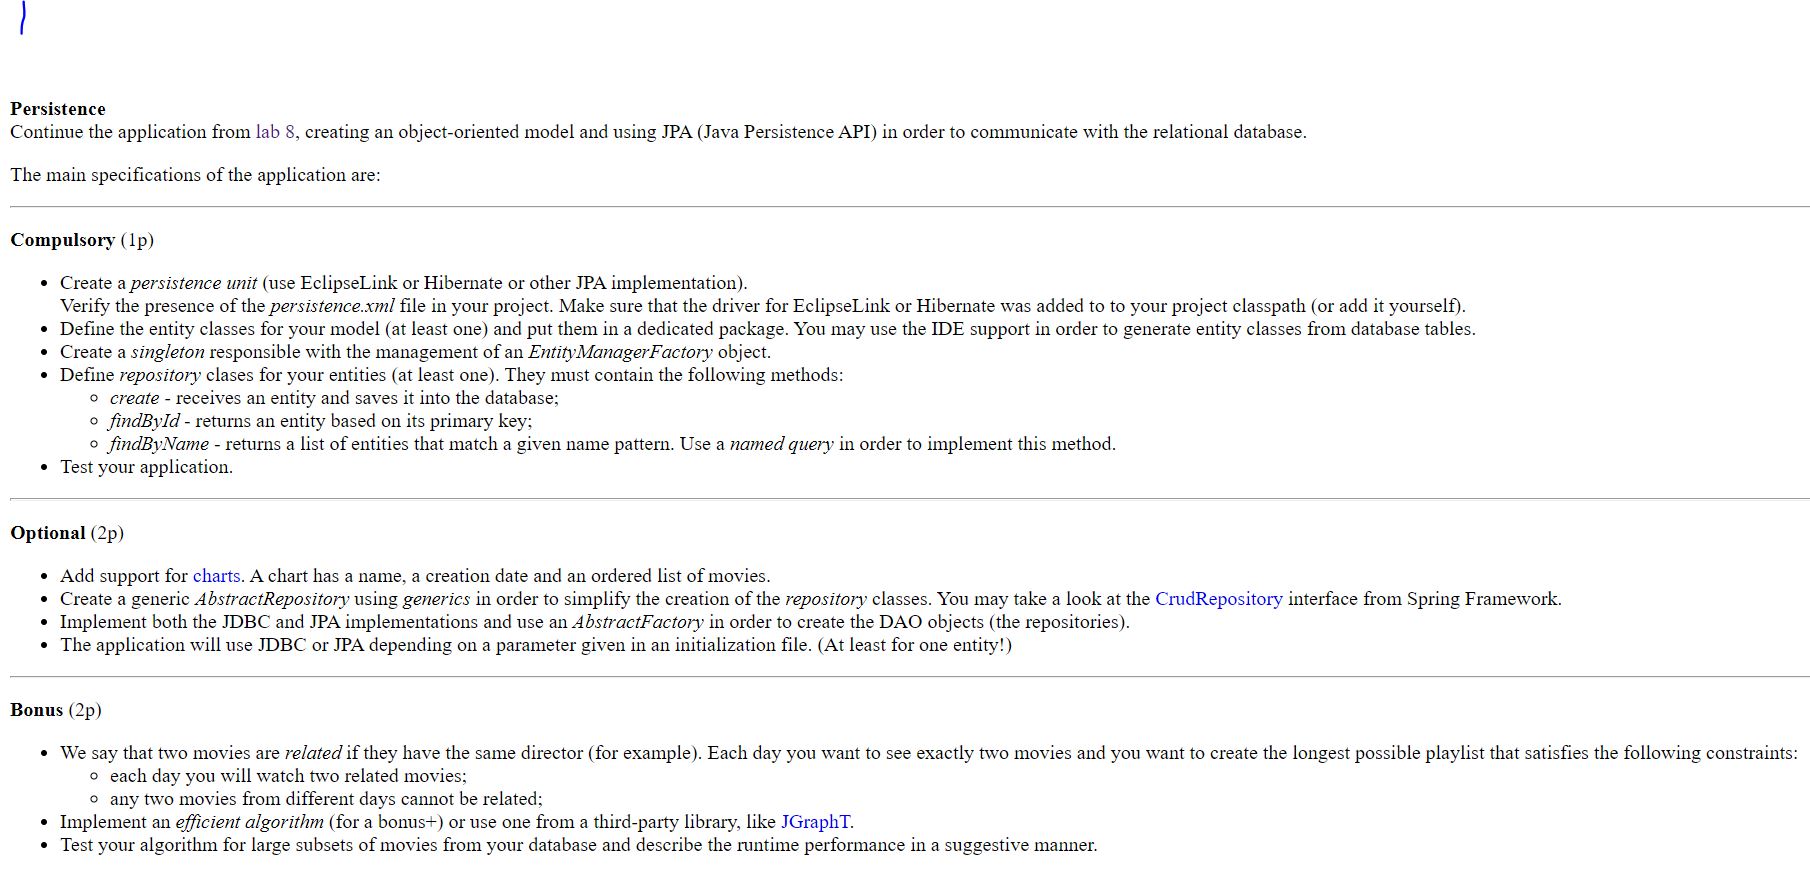 Persistence
Continue the application from lab 8, creating an object-oriented model and using JPA (Java Persistence API) in order to communicate with the relational database.
The main specifications of the application are:
Compulsory (1p)
• Create a persistence unit (use EclipseLink or Hibernate or other JPA implementation).
Verify the presence of the persistence.xml file in your project. Make sure that the driver for EclipseLink or Hibernate was added to to your project classpath (or add it yourself).
• Define the entity classes for your model (at least one) and put them in a dedicated package. You may use the IDE support in order to generate entity classes from database tables.
• Create a singleton responsible with the management of an EntityManagerFactory object.
• Define repository clases for your entities (at least one). They must contain the following methods:
◦ create - receives an entity and saves it into the database;
◦ findById - returns an entity based on its primary key;
◦ findByName - returns a list of entities that match a given name pattern. Use a named query in order to implement this method.
• Test your application.
Optional (2p)
• Add support for charts. A chart has a name, a creation date and an ordered list of movies.
• Create a generic AbstractRepository using generics in order to simplify the creation of the repository classes. You may take a look at the CrudRepository interface from Spring Framework.
• Implement both the JDBC and JPA implementations and use an AbstractFactory in order to create the DAO objects (the repositories).
• The application will use JDBC or JPA depending on a parameter given in an initialization file. (At least for one entity!)
Bonus (2p)
• We say that two movies are related if they have the same director (for example). Each day you want to see exactly two movies and you want to create the longest possible playlist that satisfies the following constraints:
◦ each day you will watch two related movies;
◦ any two movies from different days cannot be related;
• Implement an efficient algorithm (for a bonus+) or use one from a third-party library, like JGraphT.
• Test your algorithm for large subsets of movies from your database and describe the runtime performance in a suggestive manner.